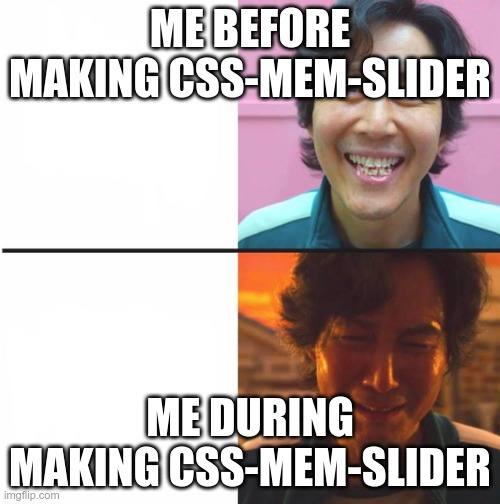 ME BEFORE
MAKING CSS-MEM-SLIDER
ME DURING
MAKING CSS-MEM-SLIDER
imgflip.com